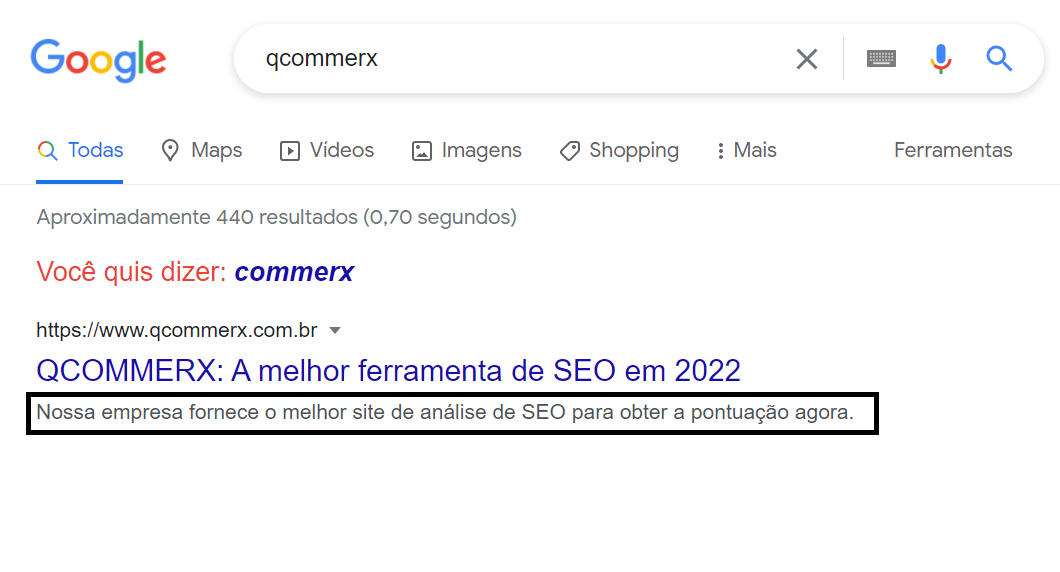 Google
qcommerx
Todas
Maps
Vídeos
Imagens
Shopping
Mais
Ferramentas
Aproximadamente 440 resultados (0,70 segundos)
Você quis dizer: commerx
https://www.qcommerx.com.br
QCOMMERX: A melhor ferramenta de SEO em 2022
Nossa empresa fornece o melhor site de análise de SEO para obter a pontuação agora.